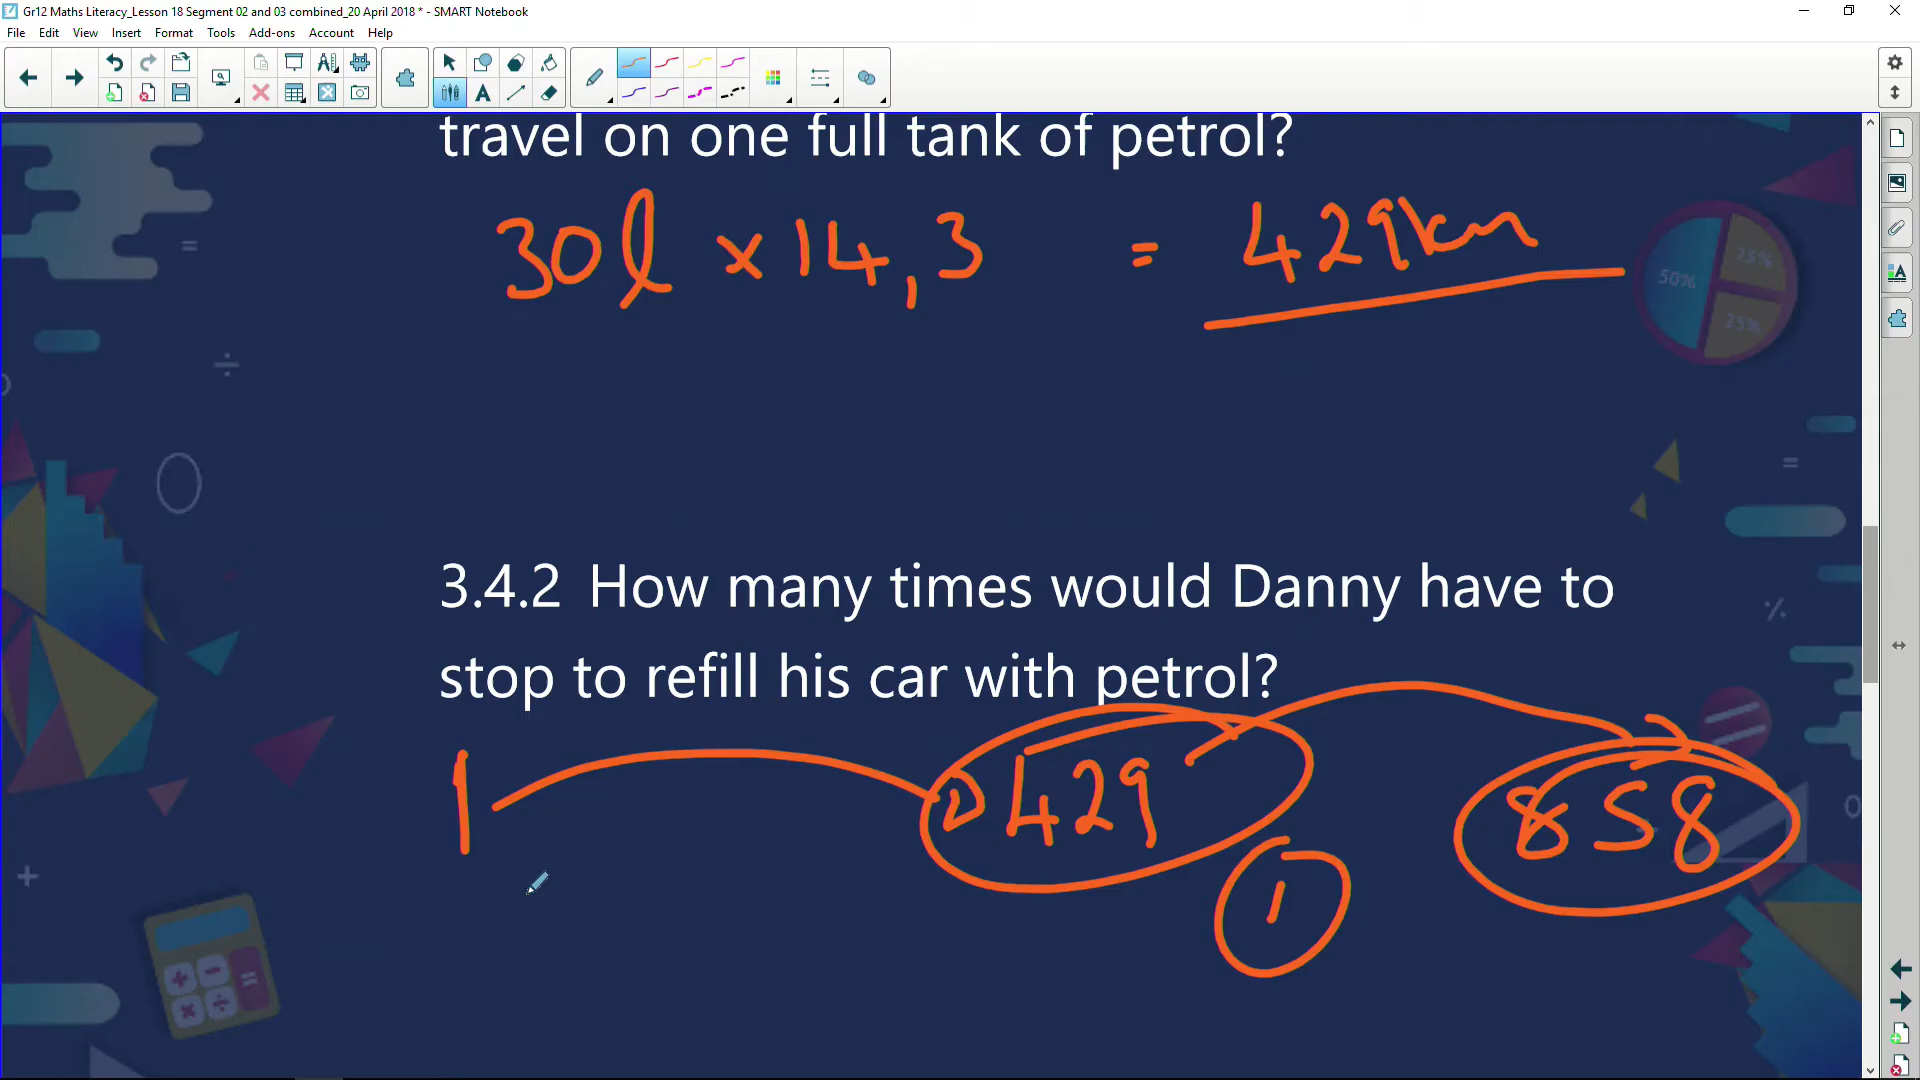 Gr12 Maths Literacy_Lesson 18 Segment 02 and 03 combined_20 April 2018 * - SMART Notebook
File Edit View Insert Format Tools Add-ons Account Help
travel on one full tank of petrol?
30l x 14,3 = 429km
50% 25%
25%
3.4.2 How many times would Danny have to
stop to refill his car with petrol?
429 858
1